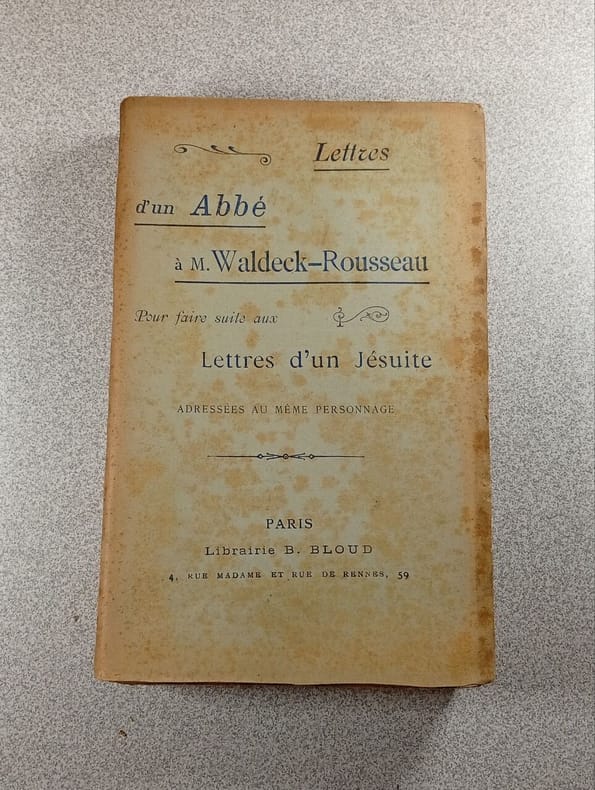 Lettres
d'un Abbé
à M. Waldeck-Rousseau
Pour faire suite aux
Lettres d'un Jésuite
ADRESSÉES AU MÊME PERSONNAGE
PARIS
Librairie B. BLOUD
4, RUE MADAME ET RUE DE RENNES, 59